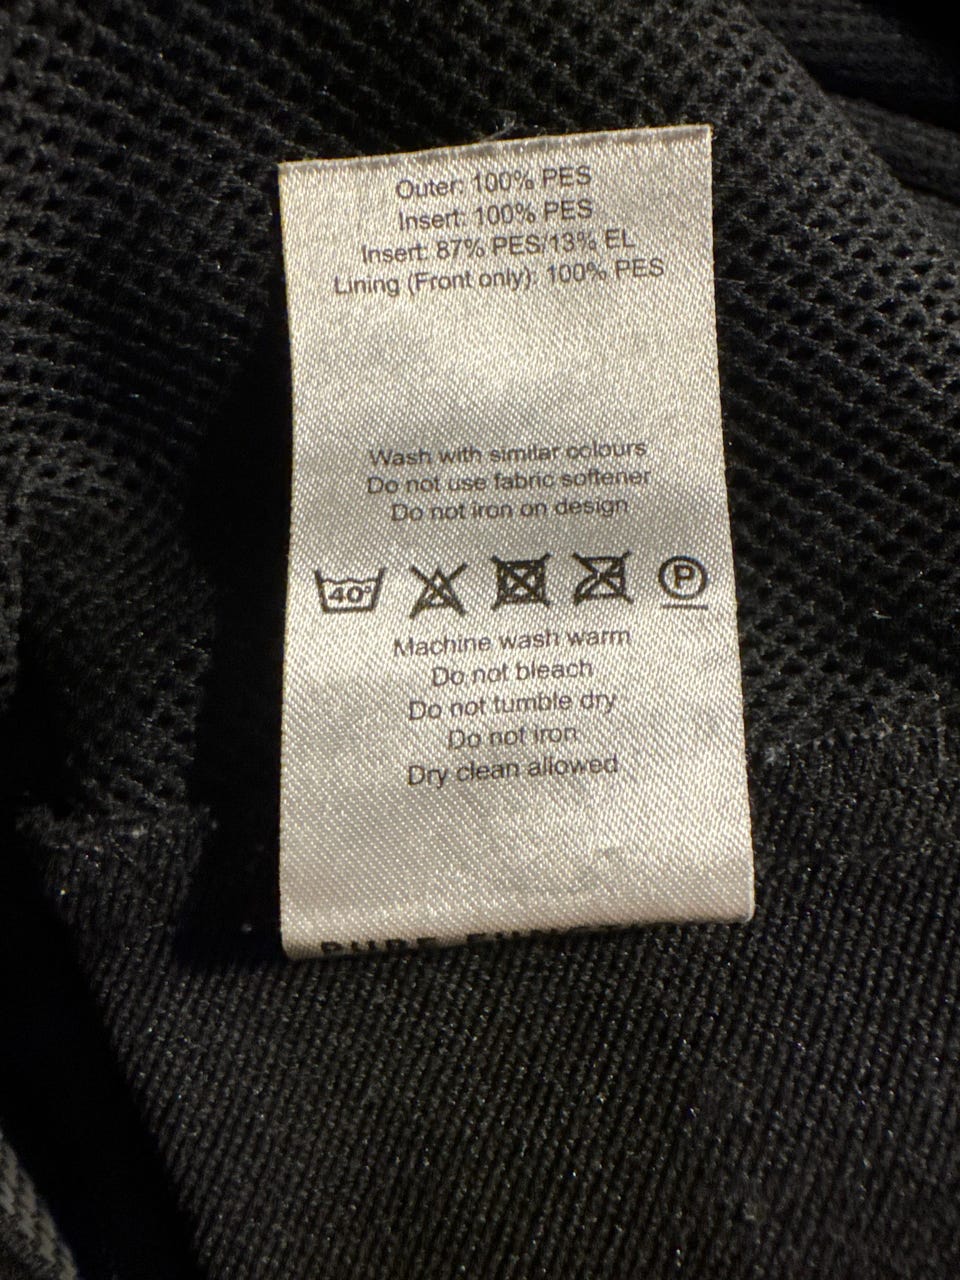 Outer: 100% PES
Insert: 100% PES
Insert: 87% PES/13% EL
Lining (Front only): 100% PES
Wash with similar colours
Do not use fabric softener
Do not iron on design
40° P
Machine wash warm
Do not bleach
Do not tumble dry
Do not iron
Dry clean allowed
PURE